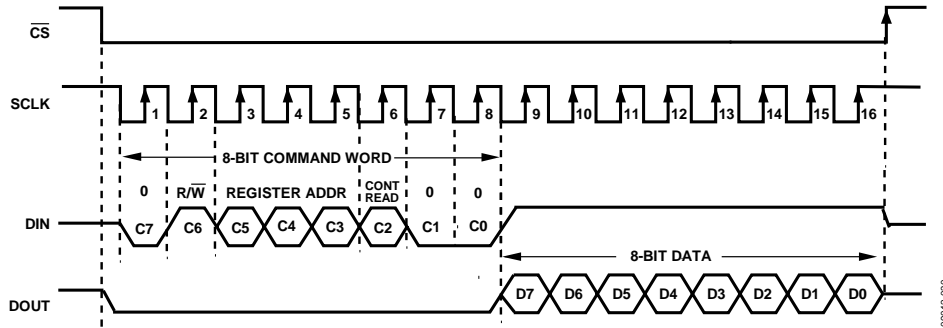 CS
SCLK
1 2 3 4 5 6 7 8 9 10 11 12 13 14 15 16
8-BIT COMMAND WORD
0 R/W REGISTER ADDR CONT READ 0 0
DIN
C7 C6 C5 C4 C3 C2 C1 C0
8-BIT DATA
DOUT
D7 D6 D5 D4 D3 D2 D1 D0